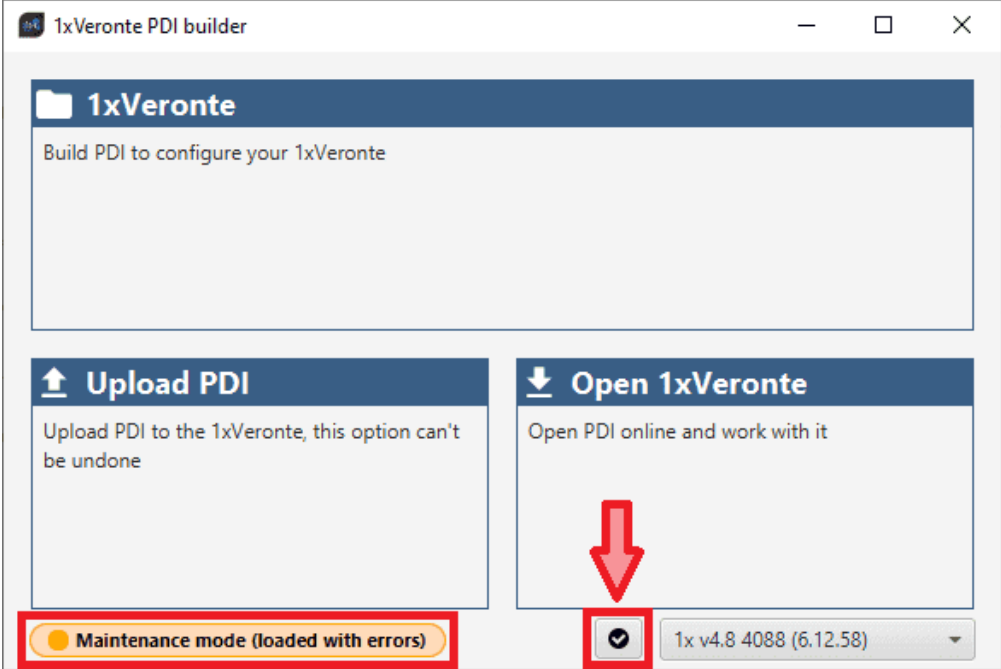 1xVeronte PDI builder
1xVeronte
Build PDI to configure your 1xVeronte
Upload PDI
Upload PDI to the 1xVeronte, this option can't
be undone
Open 1xVeronte
Open PDI online and work with it
Maintenance mode (loaded with errors)
1x v4.8 4088 (6.12.58)